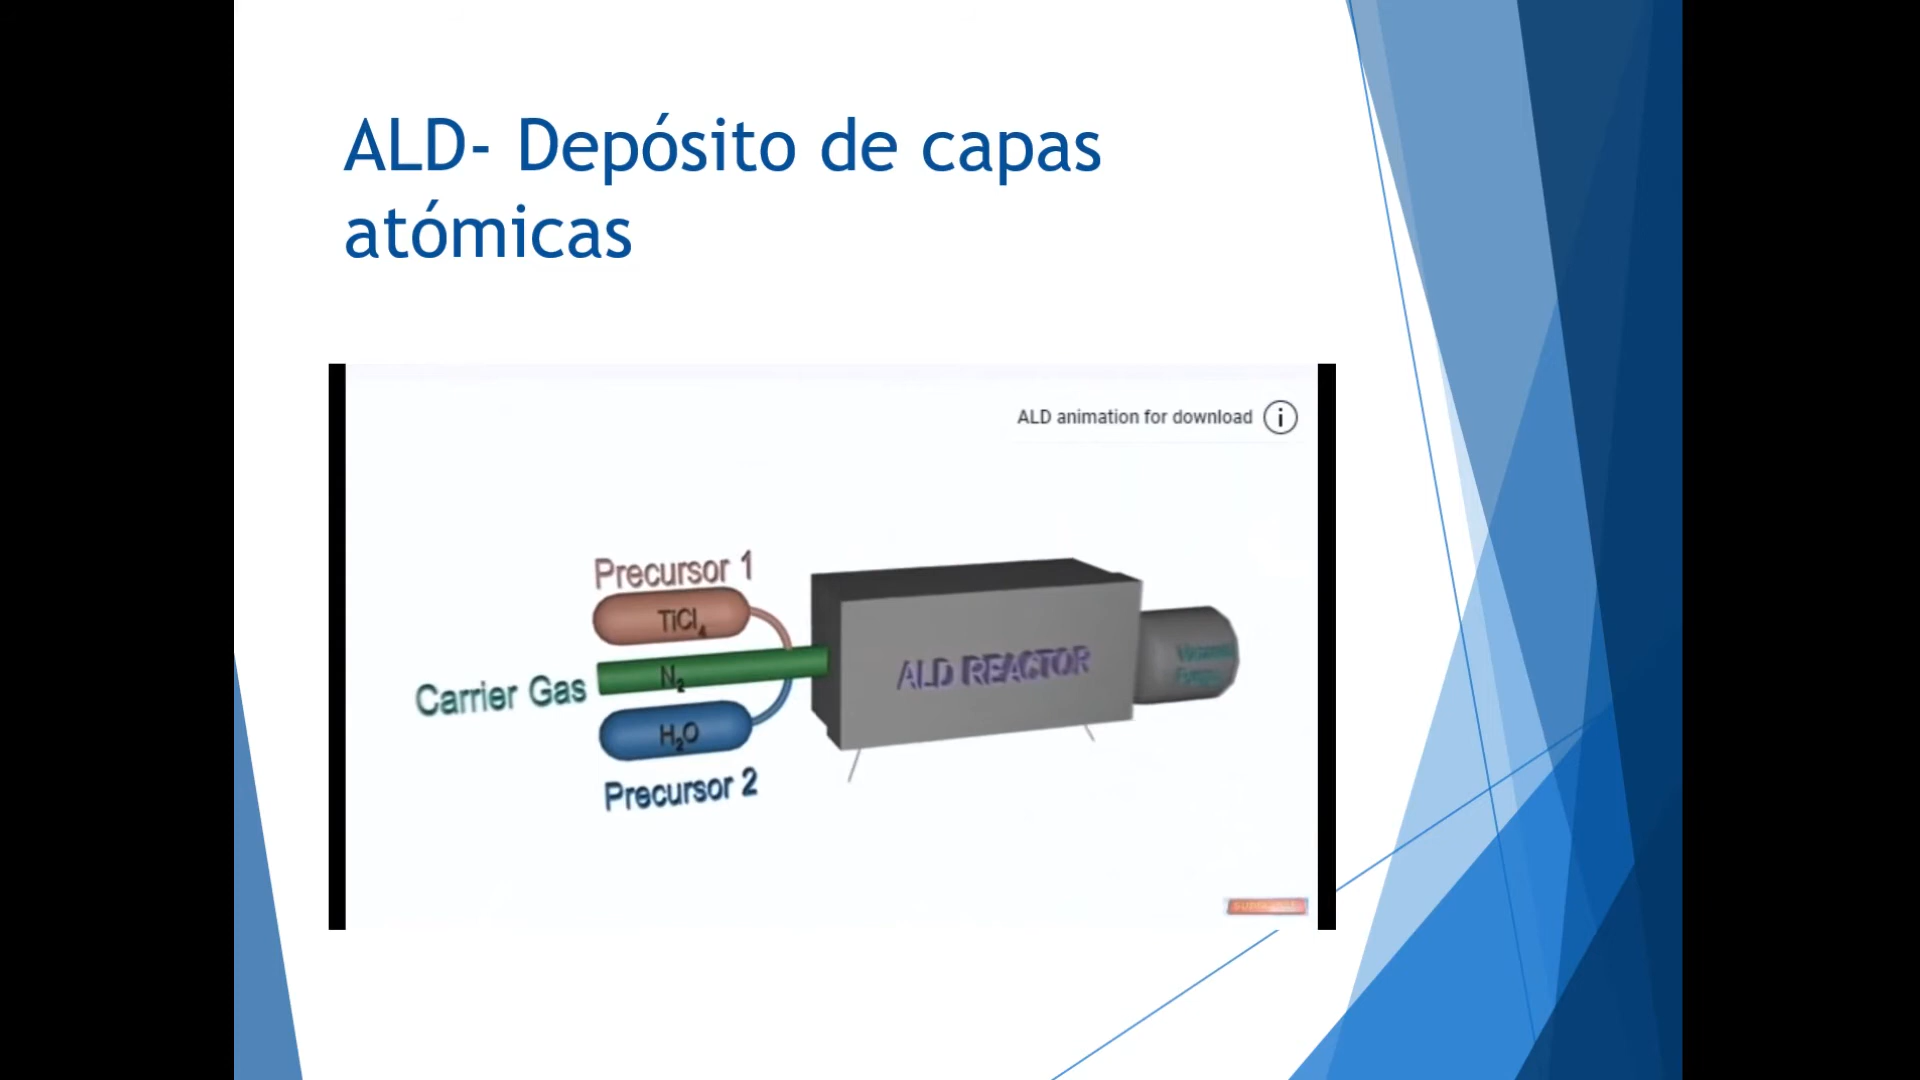 ALD- Depósito de capas
atómicas
ALD animation for download
Precursor 1
TiCl₄
Carrier Gas
N₂
ALD REACTOR
H₂O
Precursor 2